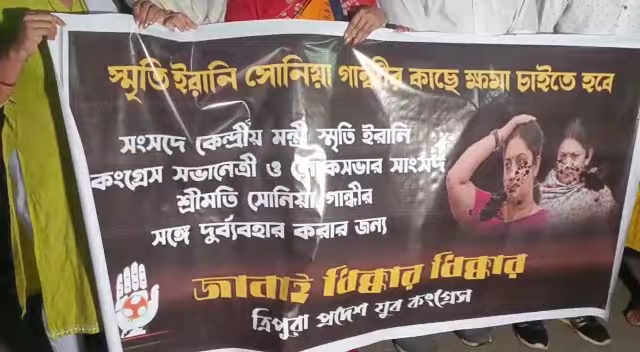 স্মৃতি ইরানি সোনিয়া গান্ধীর কাছে ক্ষমা চাইতে হবে
সংসদে কেন্দ্রীয় মন্ত্রী স্মৃতি ইরানি
কংগ্রেস সভানেত্রী ও লোকসভার সাংসদ
শ্রীমতি সোনিয়া গান্ধীর
সঙ্গে দুর্ব্যবহার করার জন্য
জানাই ধিক্কার ধিক্কার
ত্রিপুরা প্রদেশ যুব কংগ্রেস